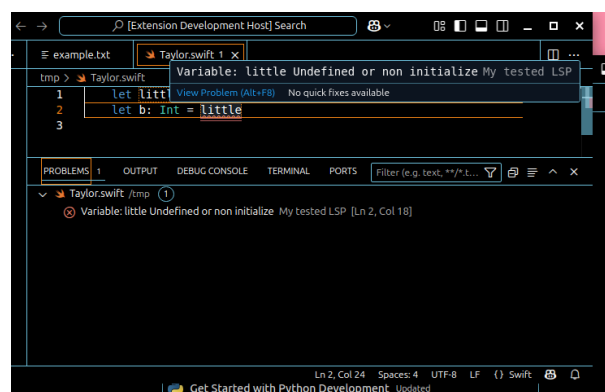 [Extension Development Host] Search
example.txt
Taylor.swift 1
tmp > Taylor.swift
Variable: little Undefined or non initialize My tested LSP
View Problem (Alt+F8) No quick fixes available
1 let litt
2 let b: Int = little
3
PROBLEMS 1 OUTPUT DEBUG CONSOLE TERMINAL PORTS Filter (e.g. text, **/*.t...
Taylor.swift /tmp 1
Variable: little Undefined or non initialize My tested LSP [Ln 2, Col 18]
Ln 2, Col 24 Spaces: 4 UTF-8 LF {} Swift
Get Started with Python Development Updated